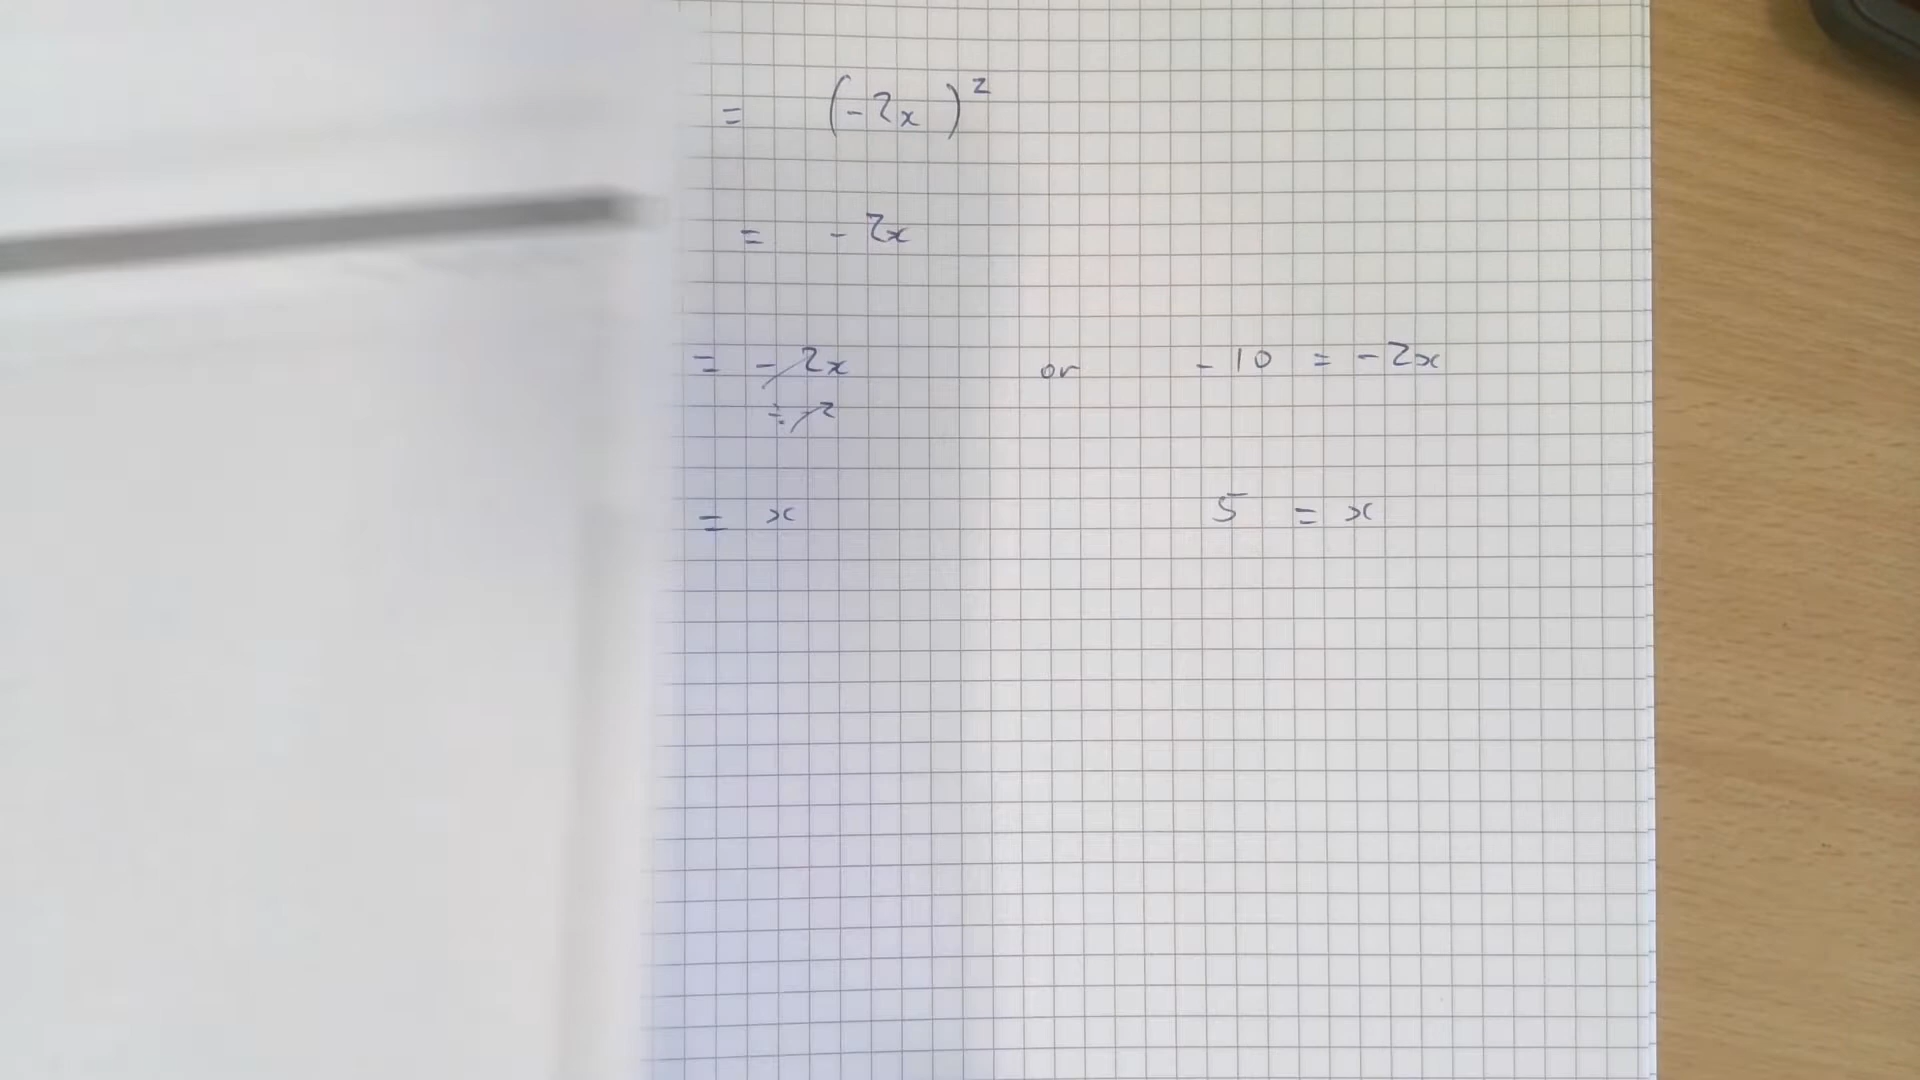 = (-2x)²
= -2x
= -2x or -10 = -2x
÷ -2
= x 5 = x